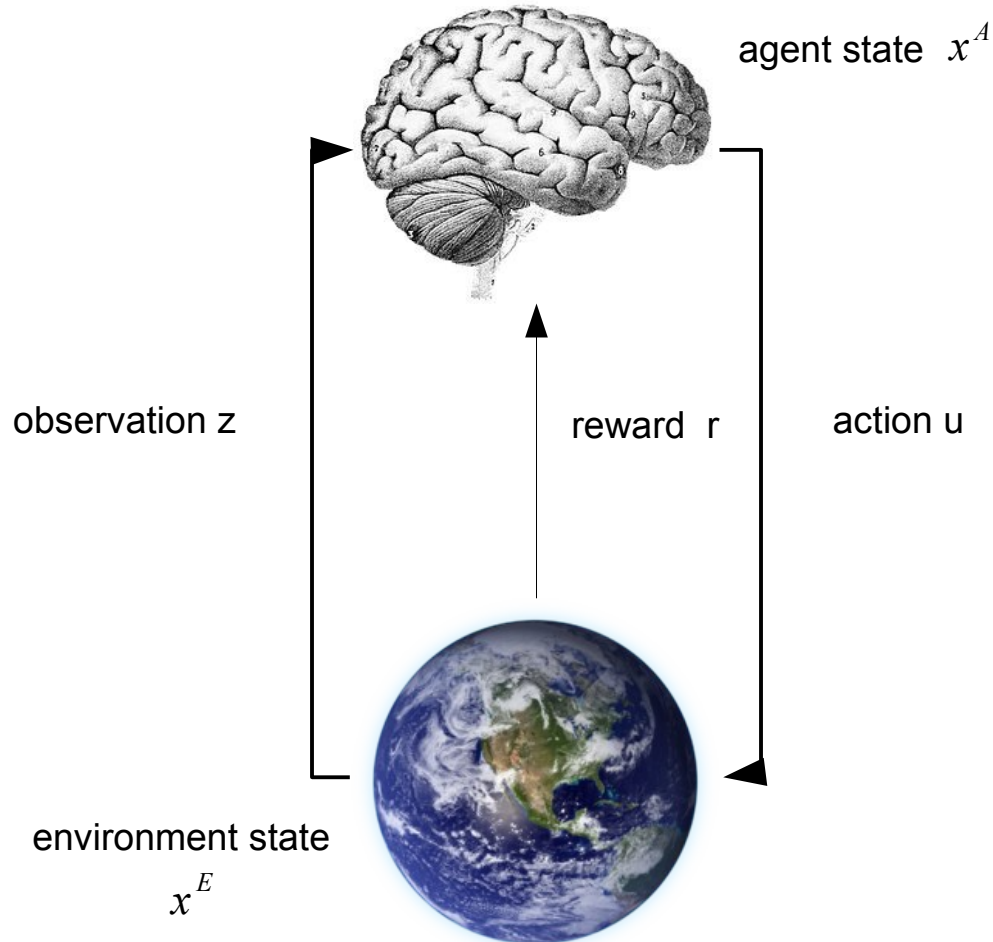 agent state x^A
observation z
reward r
action u
environment state
x^E